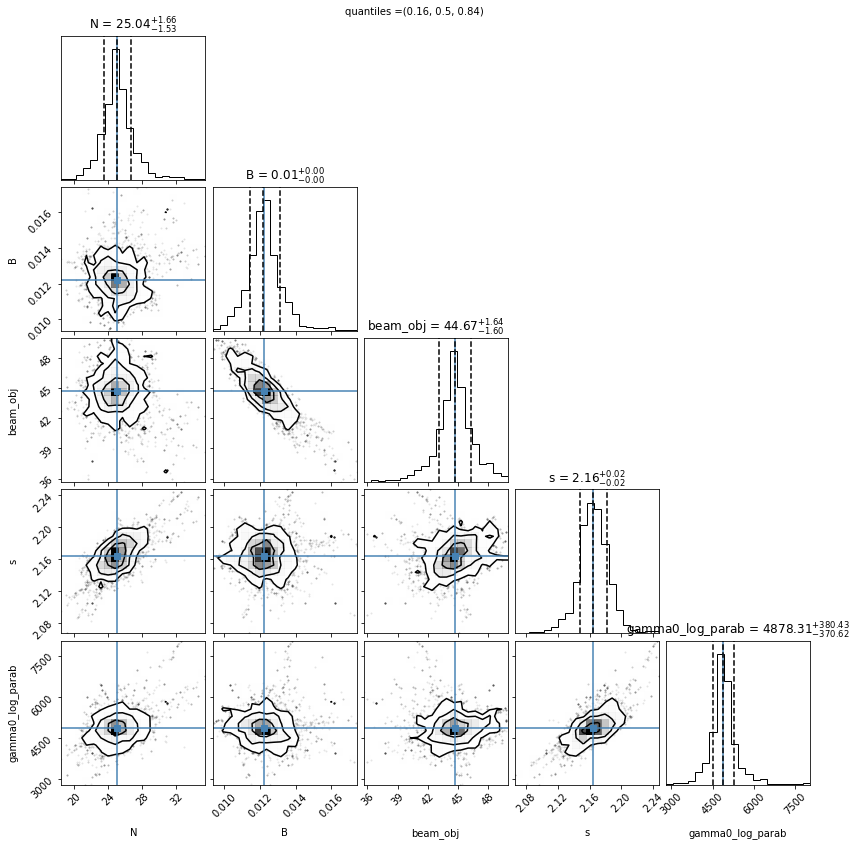 quantiles =(0.16, 0.5, 0.84)
N = 25.04+1.66 −1.53
B = 0.01+0.00 −0.00
0.016
0.014
0.012
0.010
B
beam_obj = 44.67+1.64 −1.60
48
45
42
39
36
beam_obj
s = 2.16+0.02 −0.02
2.24
2.20
2.16
2.12
2.08
s
gamma0_log_parab = 4878.31+380.43 −370.62
7500
6000
4500
3000
gamma0_log_parab
20 24 28 32
0.010 0.012 0.014 0.016
36 39 42 45 48
2.08 2.12 2.16 2.20 2.24
3000 4500 6000 7500
N B beam_obj s gamma0_log_parab